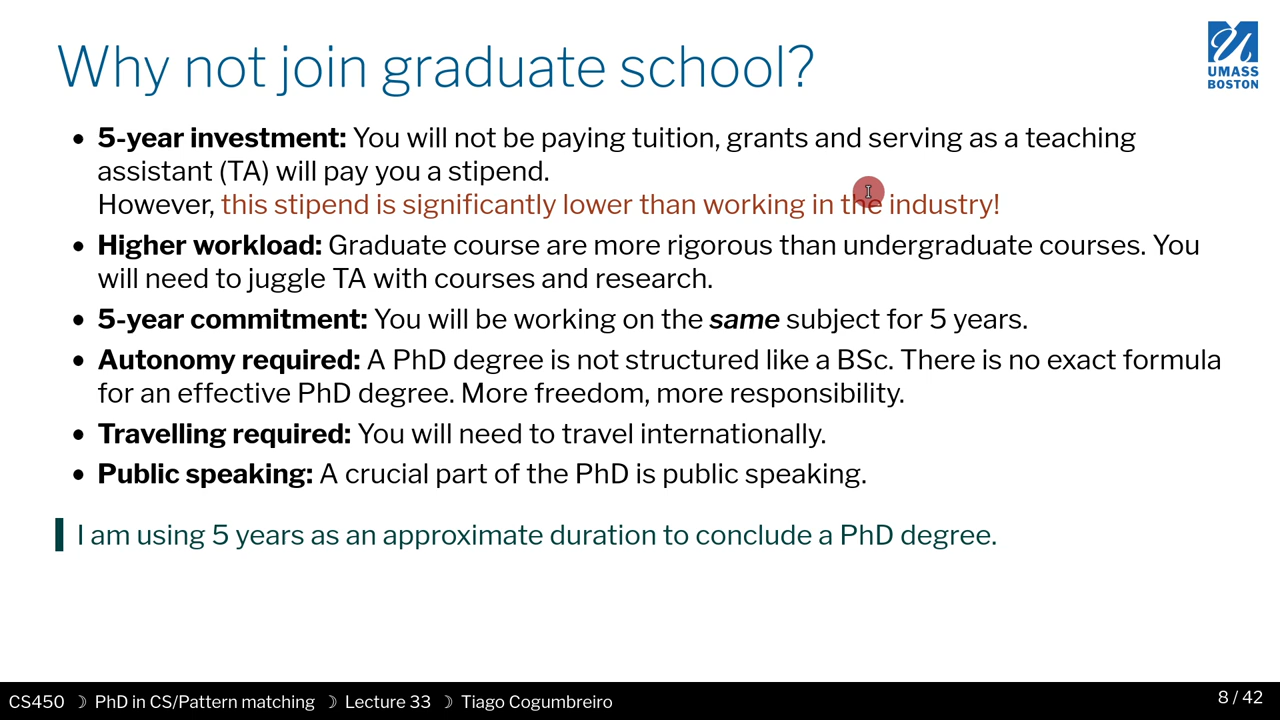 Why not join graduate school?
UMASS
BOSTON
• 5-year investment: You will not be paying tuition, grants and serving as a teaching
assistant (TA) will pay you a stipend.
However, this stipend is significantly lower than working in the industry!
• Higher workload: Graduate course are more rigorous than undergraduate courses. You
will need to juggle TA with courses and research.
• 5-year commitment: You will be working on the same subject for 5 years.
• Autonomy required: A PhD degree is not structured like a BSc. There is no exact formula
for an effective PhD degree. More freedom, more responsibility.
• Travelling required: You will need to travel internationally.
• Public speaking: A crucial part of the PhD is public speaking.
I am using 5 years as an approximate duration to conclude a PhD degree.
CS450 ☽ PhD in CS/Pattern matching ☽ Lecture 33 ☽ Tiago Cogumbreiro
8 / 42